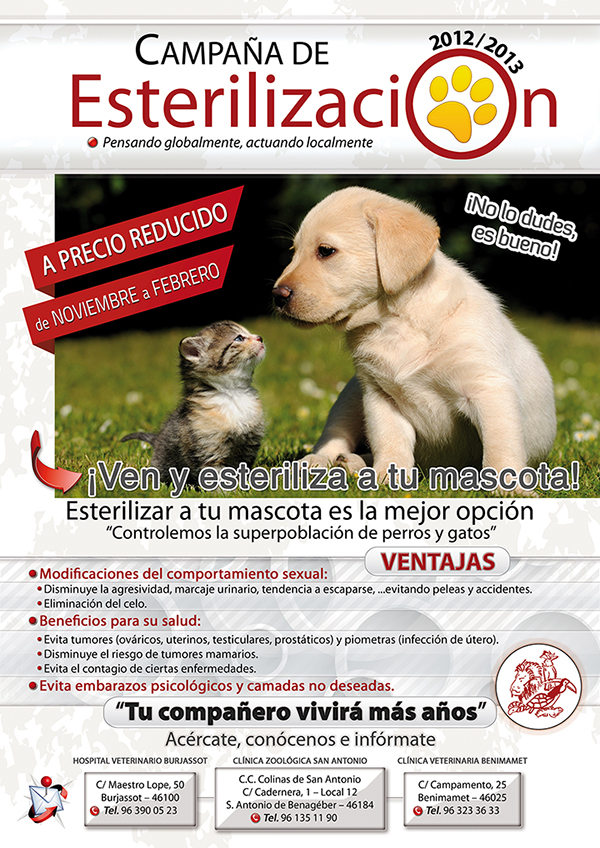 CAMPAÑA DE
2012/2013
Esterilización
Pensando globalmente, actuando localmente
A PRECIO REDUCIDO
de NOVIEMBRE a FEBRERO
¡No lo dudes,
es bueno!
¡Ven y esteriliza a tu mascota!
Esterilizar a tu mascota es la mejor opción
“Controlemos la superpoblación de perros y gatos”
VENTAJAS
Modificaciones del comportamiento sexual:
Disminuye la agresividad, marcaje urinario, tendencia a escaparse, ...evitando peleas y accidentes.
Eliminación del celo.
Beneficios para su salud:
Evita tumores (ováricos, uterinos, testiculares, prostáticos) y piometras (infección de útero).
Disminuye el riesgo de tumores mamarios.
Evita el contagio de ciertas enfermedades.
Evita embarazos psicológicos y camadas no deseadas.
“Tu compañero vivirá más años”
Acércate, conócenos e infórmate
HOSPITAL VETERINARIO BURJASSOT
C/ Maestro Lope, 50
Burjassot – 46100
Tel. 96 390 05 23
CLÍNICA ZOOLÓGICA SAN ANTONIO
C.C. Colinas de San Antonio
C/ Cadernera, 1 – Local 12
S. Antonio de Benagéber – 46184
Tel. 96 135 11 90
CLÍNICA VETERINARIA BENIMAMET
C/ Campamento, 25
Benimamet – 46025
Tel. 96 323 36 33